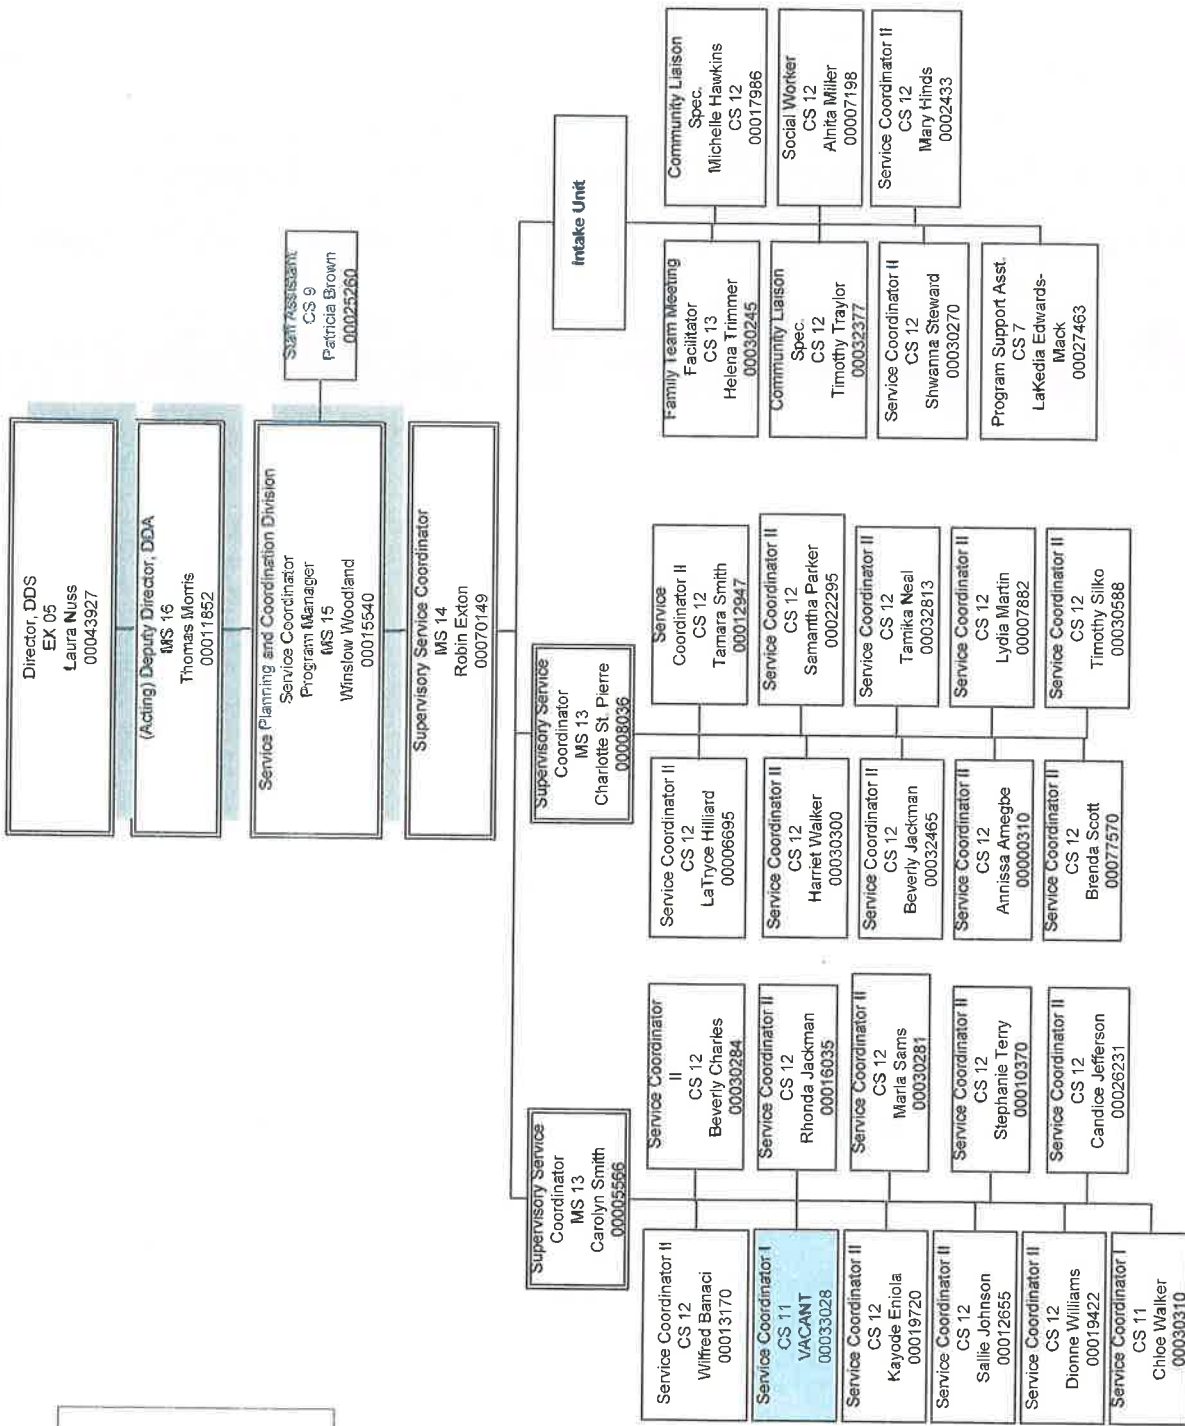 Director, DDS
EX 05
Laura Nuss
00043927
(Acting) Deputy Director, DDA
MS 16
Thomas Morris
00011852
Service Planning and Coordination Division
Service Coordinator
Program Manager
MS 15
Winslow Woodland
00015540
Staff Assistant
CS 9
Patricia Brown
00025260
Supervisory Service Coordinator
MS 14
Robin Exton
00070149
Supervisory Service
Coordinator
MS 13
Carolyn Smith
00005566
Service Coordinator II
CS 12
Wilfred Banaci
00013170
Service Coordinator
II
CS 12
Beverly Charles
00030284
Service Coordinator I
CS 11
VACANT
00033028
Service Coordinator II
CS 12
Rhonda Jackman
00016035
Service Coordinator II
CS 12
Kayode Eniola
00019720
Service Coordinator II
CS 12
Marla Sams
00030281
Service Coordinator II
CS 12
Sallie Johnson
00012655
Service Coordinator II
CS 12
Stephanie Terry
00010370
Service Coordinator II
CS 12
Dionne Williams
00019422
Service Coordinator II
CS 12
Candice Jefferson
00026231
Service Coordinator I
CS 11
Chloe Walker
00030310
Supervisory Service
Coordinator
MS 13
Charlotte St. Pierre
00008036
Service Coordinator II
CS 12
LaTryce Hilliard
00006695
Service
Coordinator II
CS 12
Tamara Smith
00012947
Service Coordinator II
CS 12
Harriet Walker
00030300
Service Coordinator II
CS 12
Samantha Parker
00022295
Service Coordinator II
CS 12
Beverly Jackman
00032465
Service Coordinator II
CS 12
Tamika Neal
00032813
Service Coordinator II
CS 12
Annissa Amegbe
00000310
Service Coordinator II
CS 12
Lydia Martin
00007882
Service Coordinator II
CS 12
Brenda Scott
00077570
Service Coordinator II
CS 12
Timothy Silko
00030588
Intake Unit
Family Team Meeting
Facilitator
CS 13
Helena Trimmer
00030245
Community Liaison
Spec.
Michelle Hawkins
CS 12
00017986
Community Liaison
Spec.
CS 12
Timothy Traylor
00032377
Social Worker
CS 12
Alnita Miller
00007198
Service Coordinator II
CS 12
Shwanna Steward
00030270
Service Coordinator II
CS 12
Mary Hinds
0002433
Program Support Asst.
CS 7
LaKedia Edwards-
Mack
00027463